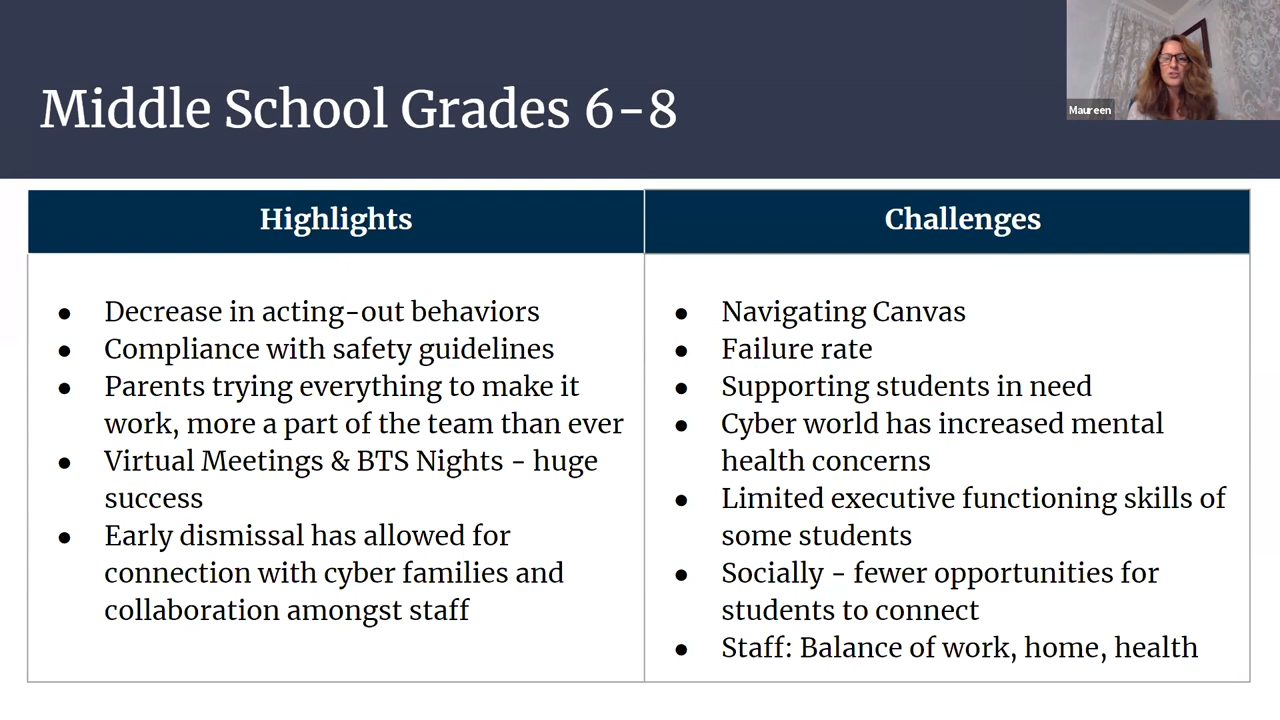 Middle School Grades 6-8
Maureen
Highlights
● Decrease in acting-out behaviors
● Compliance with safety guidelines
● Parents trying everything to make it
work, more a part of the team than ever
● Virtual Meetings & BTS Nights - huge
success
● Early dismissal has allowed for
connection with cyber families and
collaboration amongst staff
Challenges
● Navigating Canvas
● Failure rate
● Supporting students in need
● Cyber world has increased mental
health concerns
● Limited executive functioning skills of
some students
● Socially - fewer opportunities for
students to connect
● Staff: Balance of work, home, health